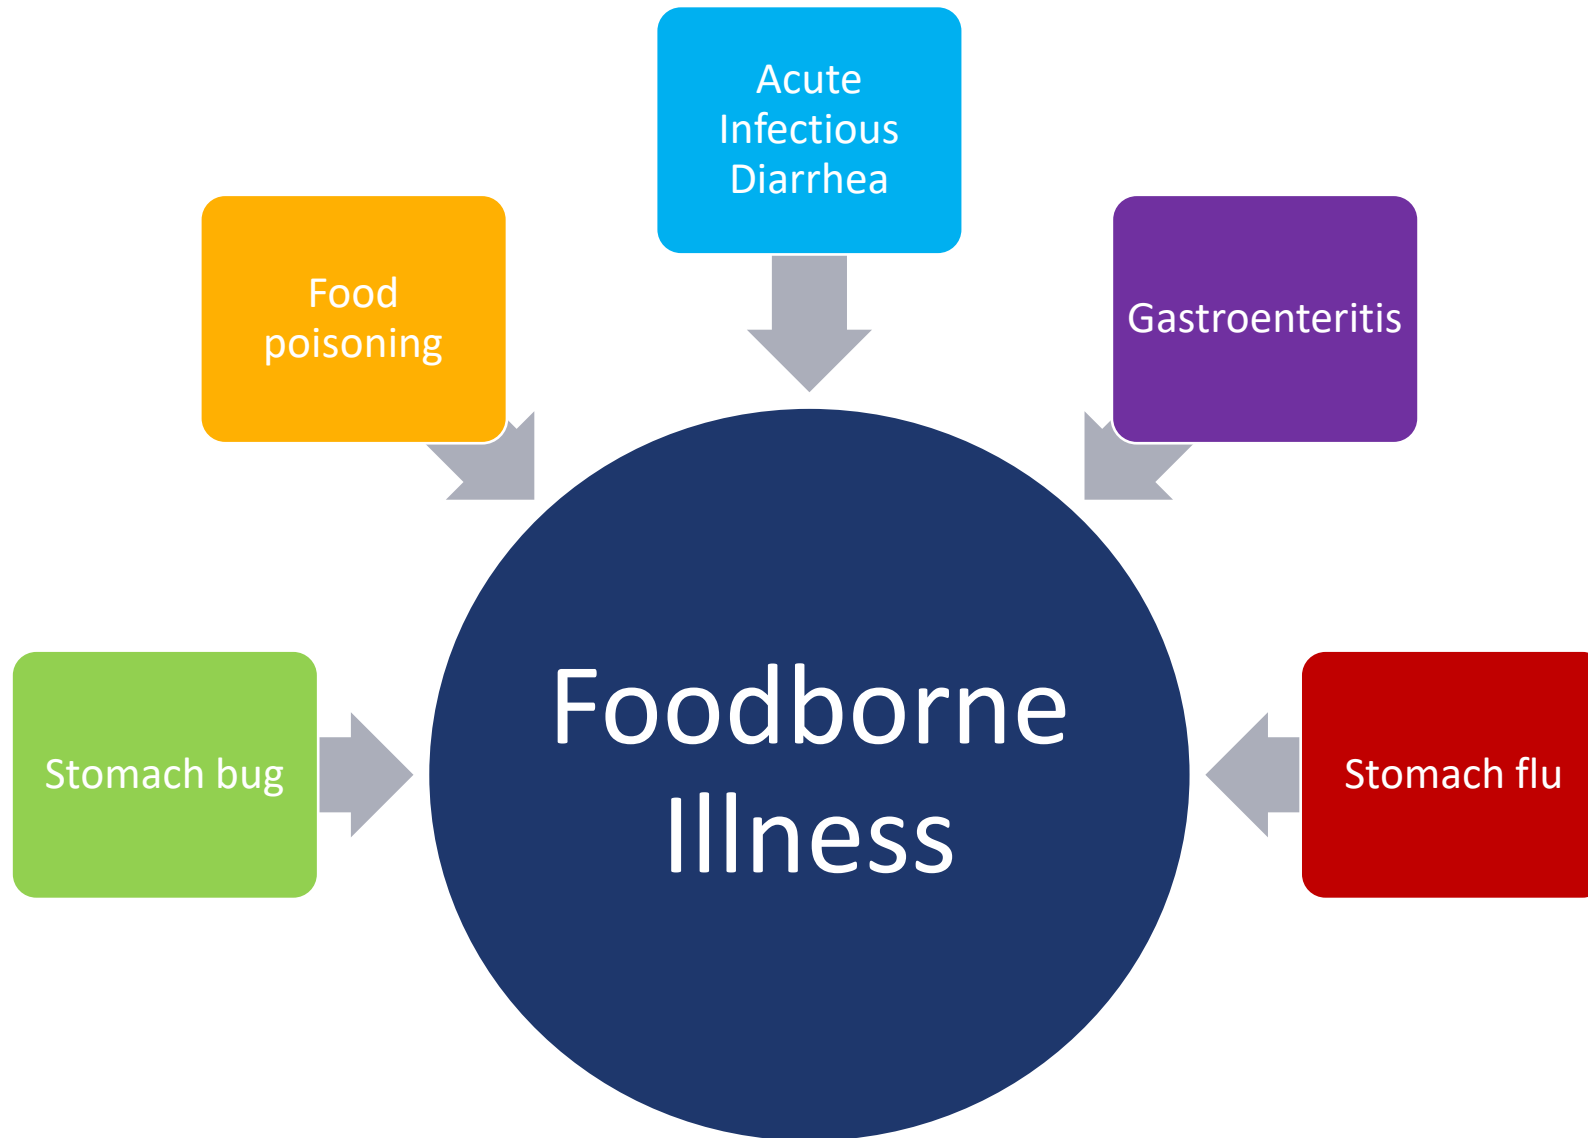 Acute
Infectious
Diarrhea
Food
poisoning
Gastroenteritis
Stomach bug
Foodborne
Illness
Stomach flu